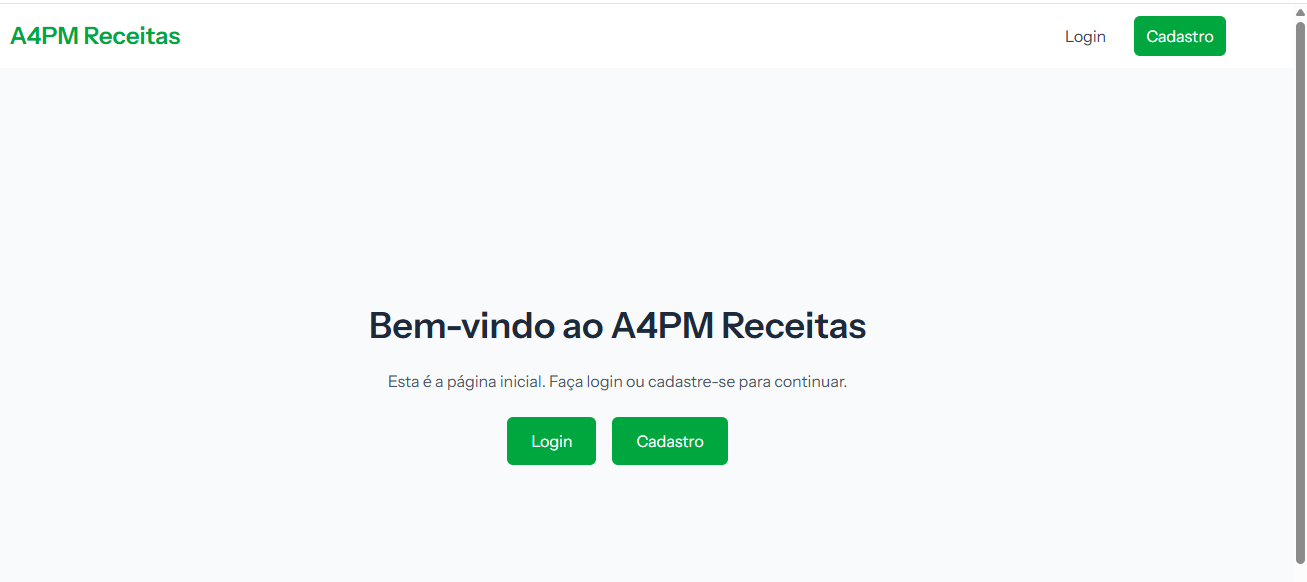 A4PM Receitas
Login
Cadastro
Bem-vindo ao A4PM Receitas
Esta é a página inicial. Faça login ou cadastre-se para continuar.
Login
Cadastro